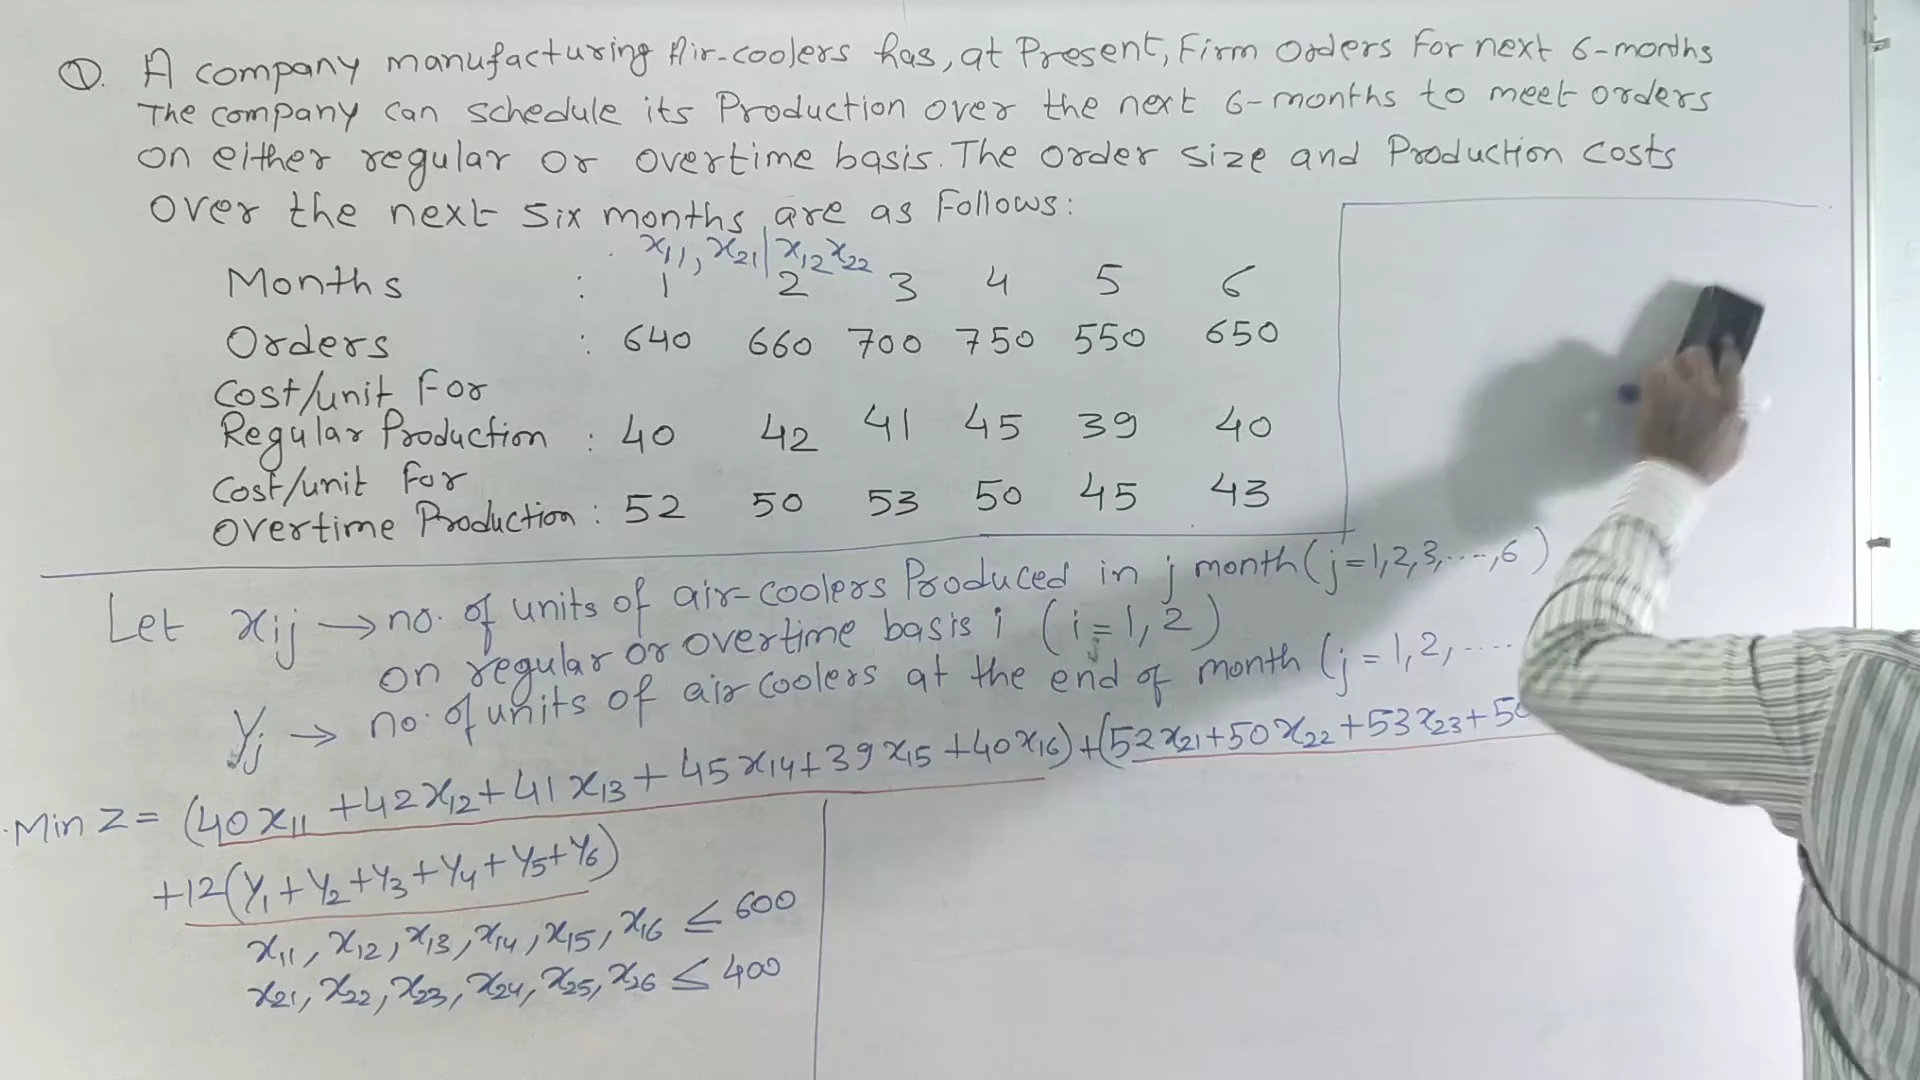 Q. A company manufacturing Air-coolers has, at Present, Firm Orders For next 6-months
The company can schedule its Production over the next 6-months to meet orders
on either regular or overtime basis. The order size and Production costs
over the next six months are as Follows:
x11, x21 | x12 x22
Months : 1 2 3 4 5 6
Orders : 640 660 700 750 550 650
Cost/unit For
Regular Production : 40 42 41 45 39 40
Cost/unit For
Overtime Production : 52 50 53 50 45 43
Let xij → no. of units of air-coolers Produced in j month (j=1,2,3,...,6)
on regular or overtime basis i (i=1,2)
Yj → no. of units of air coolers at the end of month (j=1,2,....
Min Z = (40x11 +42x12+41x13+45x14+39x15+40x16)+(52x21+50x22+53x23+50
+12(Y1+Y2+Y3+Y4+Y5+Y6)
x11, x12, x13, x14, x15, x16 ≤ 600
x21, x22, x23, x24, x25, x26 ≤ 400